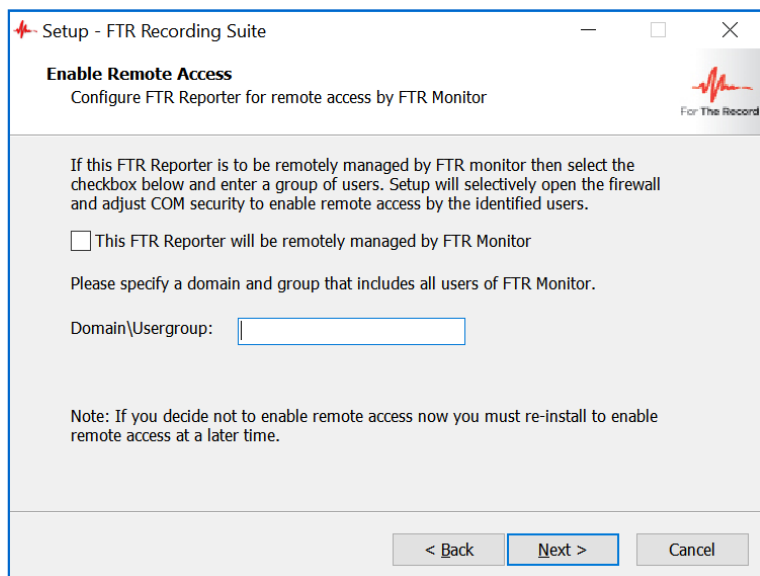 Setup - FTR Recording Suite
Enable Remote Access
Configure FTR Reporter for remote access by FTR Monitor
For The Record
If this FTR Reporter is to be remotely managed by FTR monitor then select the
checkbox below and enter a group of users. Setup will selectively open the firewall
and adjust COM security to enable remote access by the identified users.
This FTR Reporter will be remotely managed by FTR Monitor
Please specify a domain and group that includes all users of FTR Monitor.
Domain\Usergroup:
Note: If you decide not to enable remote access now you must re-install to enable
remote access at a later time.
< Back
Next >
Cancel